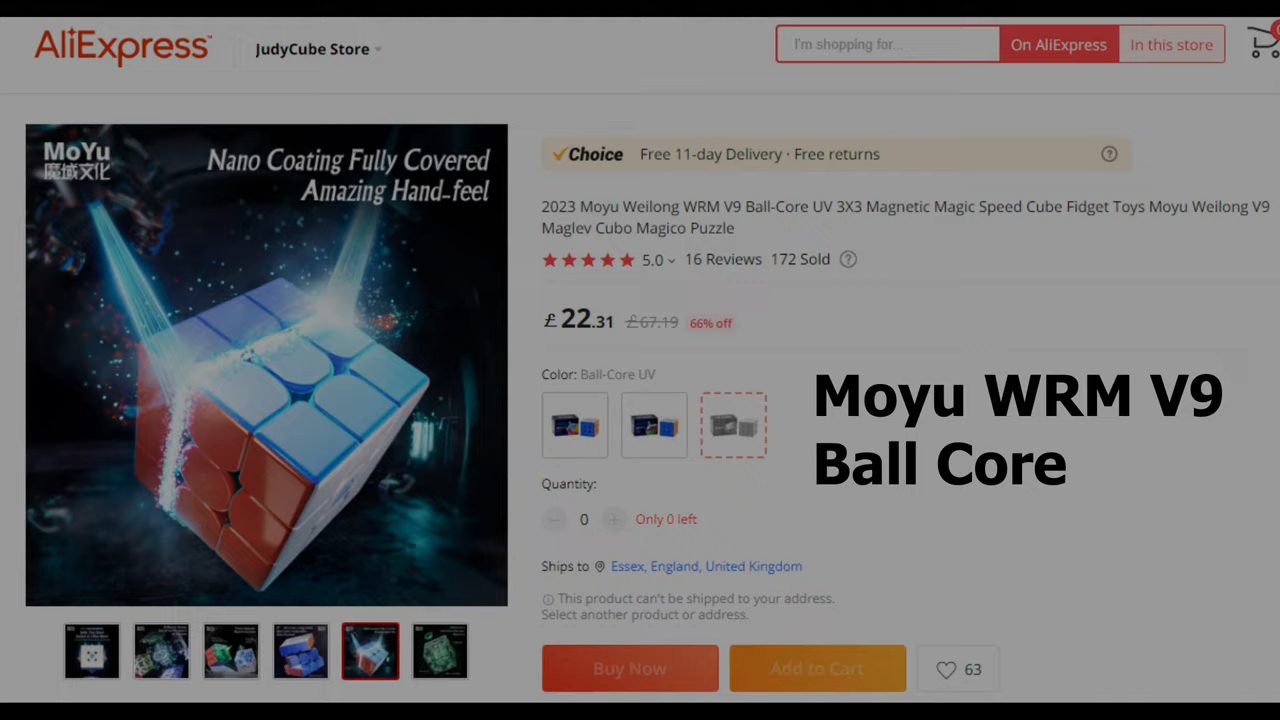 AliExpress™
JudyCube Store
I'm shopping for...
On AliExpress
In this store
MoYu
魔域文化
Nano Coating Fully Covered
Amazing Hand-feel
Choice Free 11-day Delivery · Free returns
2023 Moyu Weilong WRM V9 Ball-Core UV 3X3 Magnetic Magic Speed Cube Fidget Toys Moyu Weilong V9
Maglev Cubo Magico Puzzle
5.0 16 Reviews 172 Sold
£22.31 £67.19 66% off
Color: Ball-Core UV
Moyu WRM V9
Ball Core
Quantity:
0 Only 0 left
Ships to Essex, England, United Kingdom
This product can't be shipped to your address.
Select another product or address.
Buy Now
Add to Cart
63